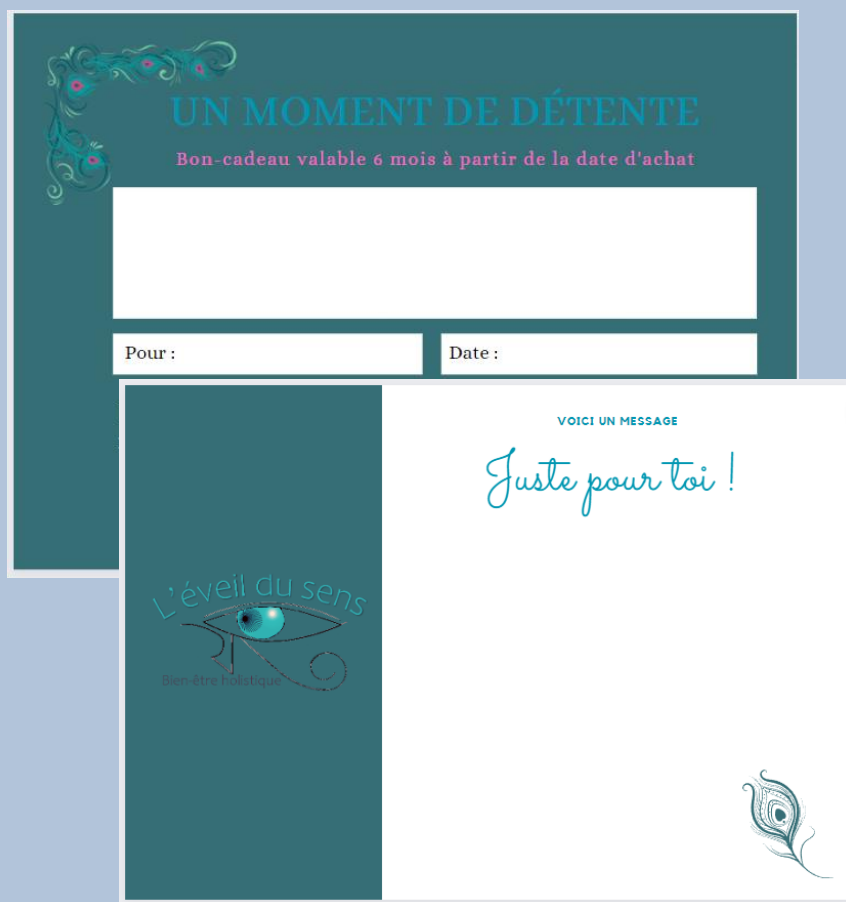 UN MOMENT DE DÉTENTE
Bon-cadeau valable 6 mois à partir de la date d'achat
Pour :
Date :
VOICI UN MESSAGE
Juste pour toi !
L'éveil du sens
Bien-être holistique